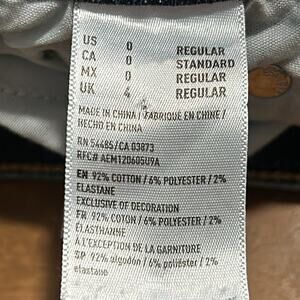 US 0 REGULAR
CA 0 STANDARD
MX 0 REGULAR
UK 4 REGULAR
MADE IN CHINA / FABRIQUÉ EN CHINE /
HECHO EN CHINA
RN 54485/CA 03873
RFC# AEM120605U9A
EN 92% COTTON / 6% POLYESTER / 2%
ELASTANE
EXCLUSIVE OF DECORATION
FR 92% COTON / 6% POLYESTER / 2%
ÉLASTHANNE
À L'EXCEPTION DE LA GARNITURE
SP 92% algodón / 6% poliéster / 2%
elastano